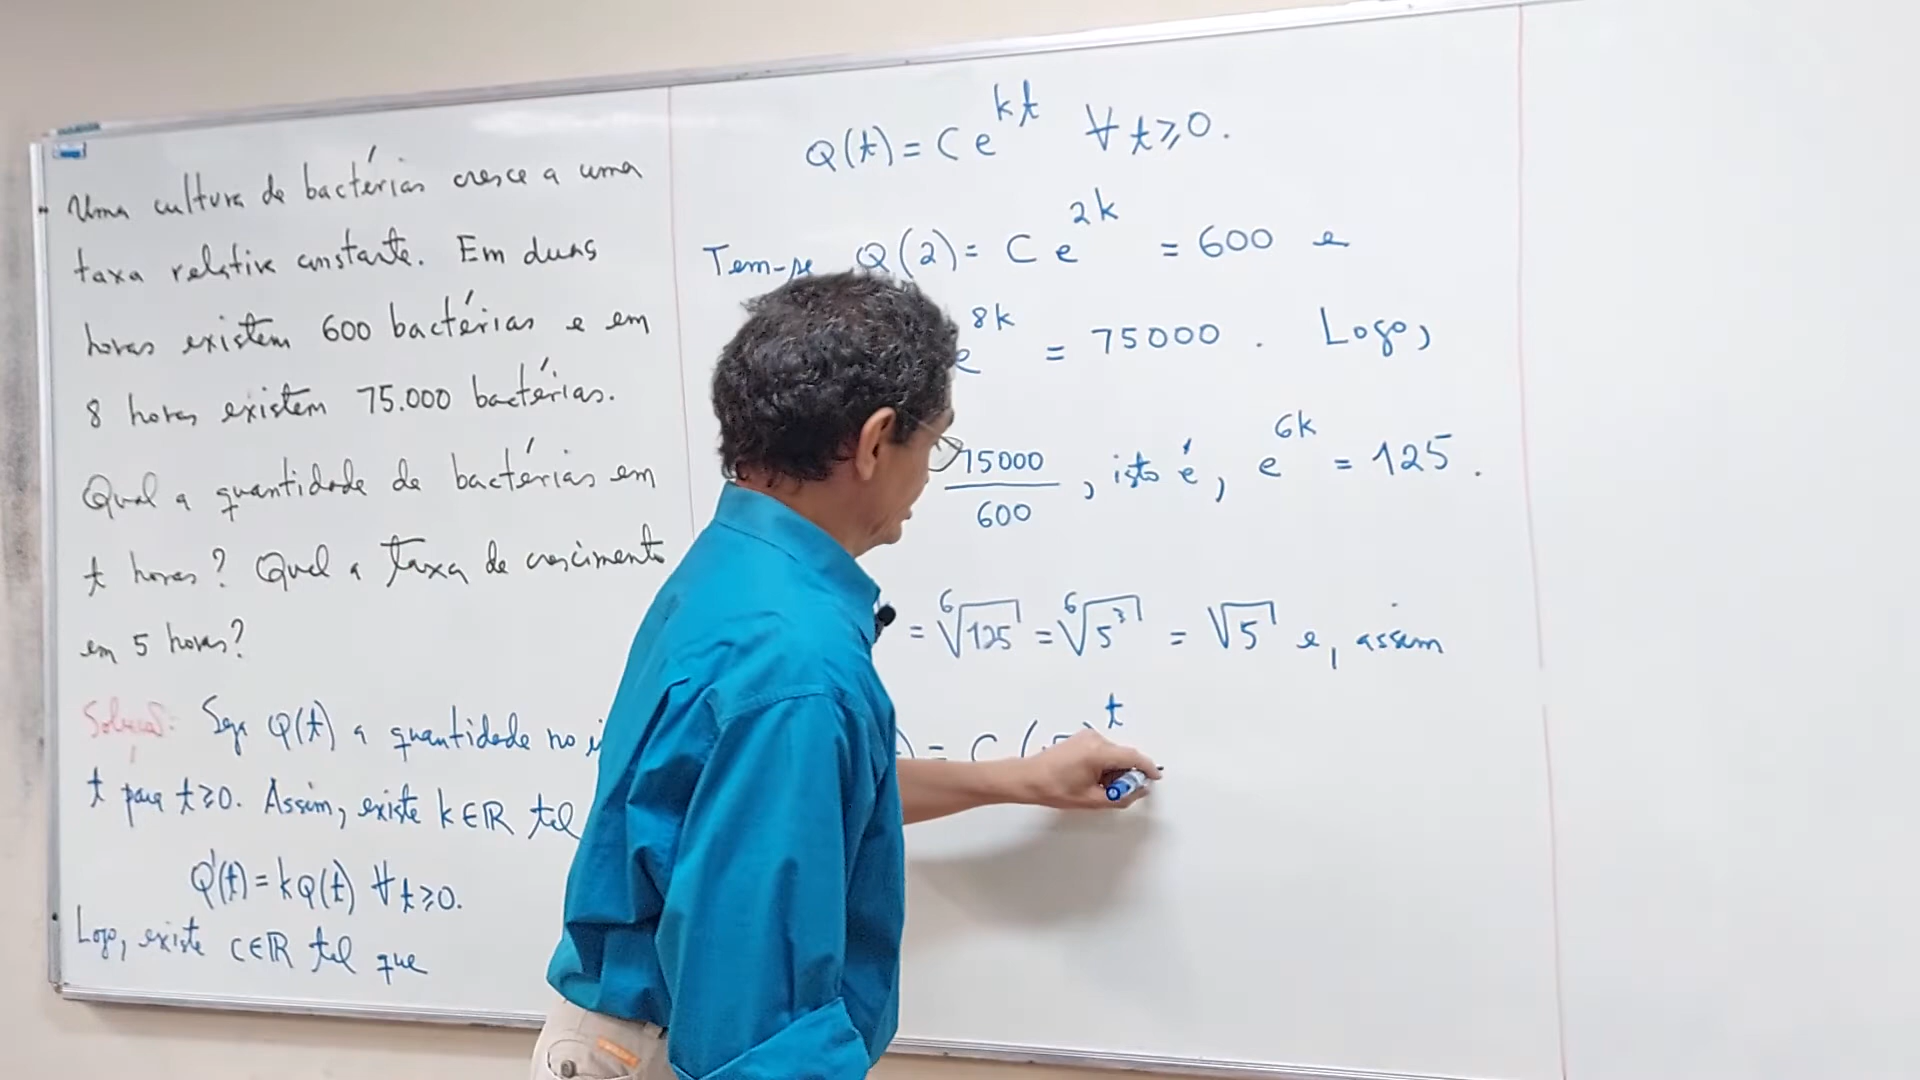 Uma cultura de bactérias cresce a uma
taxa relativa constante. Em duas
horas existem 600 bactérias e em
8 horas existem 75.000 bactérias.
Qual a quantidade de bactérias em
t horas? Qual a taxa de crescimento
em 5 horas?
Solução: Seja Q(t) a quantidade no
t para t≥0. Assim, existe k∈ℝ tal
Q'(t) = kQ(t) ∀t≥0.
Logo, existe C∈ℝ tal que
Q(t) = Ce^{kt} ∀t≥0.
Tem-se Q(2) = Ce^{2k} = 600 e
e^{8k} = 75000. Logo,
75000/600, isto é, e^{6k} = 125.
= ⁶√125 = ⁶√5³ = √5 e, assim
) = C( )^t